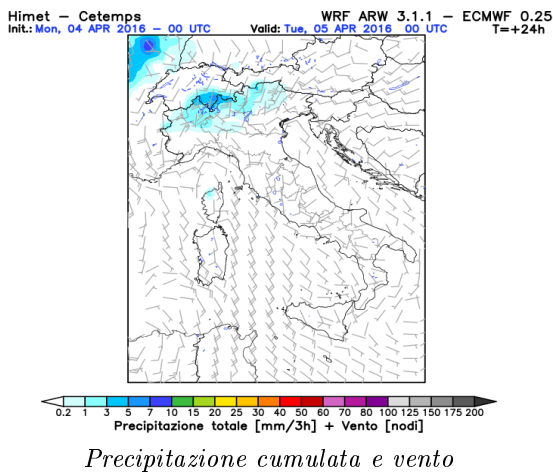 Himet – Cetemps WRF ARW 3.1.1 – ECMWF 0.25
Init.: Mon, 04 APR 2016 – 00 UTC Valid: Tue, 05 APR 2016 00 UTC T=+24h
0.2 1 3 5 7 10 15 20 25 30 40 50 60 70 80 100 125 150 175 200
Precipitazione totale [mm/3h] + Vento [nodi]
Precipitazione cumulata e vento